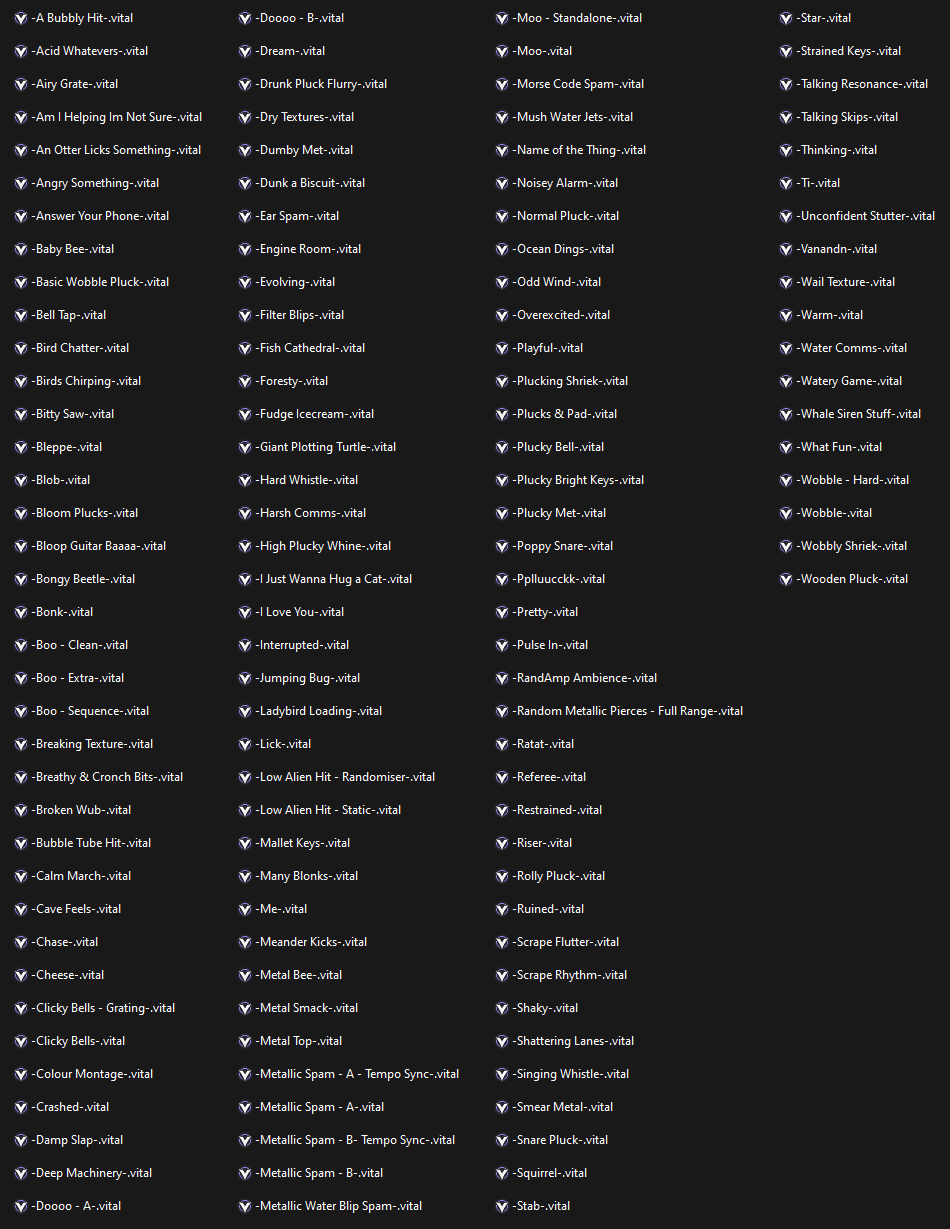 -A Bubbly Hit-.vital
-Acid Whatevers-.vital
-Airy Grate-.vital
-Am I Helping Im Not Sure-.vital
-An Otter Licks Something-.vital
-Angry Something-.vital
-Answer Your Phone-.vital
-Baby Bee-.vital
-Basic Wobble Pluck-.vital
-Bell Tap-.vital
-Bird Chatter-.vital
-Birds Chirping-.vital
-Bitty Saw-.vital
-Bleppe-.vital
-Blob-.vital
-Bloom Plucks-.vital
-Bloop Guitar Baaaa-.vital
-Bongy Beetle-.vital
-Bonk-.vital
-Boo - Clean-.vital
-Boo - Extra-.vital
-Boo - Sequence-.vital
-Breaking Texture-.vital
-Breathy & Cronch Bits-.vital
-Broken Wub-.vital
-Bubble Tube Hit-.vital
-Calm March-.vital
-Cave Feels-.vital
-Chase-.vital
-Cheese-.vital
-Clicky Bells - Grating-.vital
-Clicky Bells-.vital
-Colour Montage-.vital
-Crashed-.vital
-Damp Slap-.vital
-Deep Machinery-.vital
-Doooo - A-.vital
-Doooo - B-.vital
-Dream-.vital
-Drunk Pluck Flurry-.vital
-Dry Textures-.vital
-Dumby Met-.vital
-Dunk a Biscuit-.vital
-Ear Spam-.vital
-Engine Room-.vital
-Evolving-.vital
-Filter Blips-.vital
-Fish Cathedral-.vital
-Foresty-.vital
-Fudge Icecream-.vital
-Giant Plotting Turtle-.vital
-Hard Whistle-.vital
-Harsh Comms-.vital
-High Plucky Whine-.vital
-I Just Wanna Hug a Cat-.vital
-I Love You-.vital
-Interrupted-.vital
-Jumping Bug-.vital
-Ladybird Loading-.vital
-Lick-.vital
-Low Alien Hit - Randomiser-.vital
-Low Alien Hit - Static-.vital
-Mallet Keys-.vital
-Many Blonks-.vital
-Me-.vital
-Meander Kicks-.vital
-Metal Bee-.vital
-Metal Smack-.vital
-Metal Top-.vital
-Metallic Spam - A - Tempo Sync-.vital
-Metallic Spam - A-.vital
-Metallic Spam - B- Tempo Sync-.vital
-Metallic Spam - B-.vital
-Metallic Water Blip Spam-.vital
-Moo - Standalone-.vital
-Moo-.vital
-Morse Code Spam-.vital
-Mush Water Jets-.vital
-Name of the Thing-.vital
-Noisey Alarm-.vital
-Normal Pluck-.vital
-Ocean Dings-.vital
-Odd Wind-.vital
-Overexcited-.vital
-Playful-.vital
-Plucking Shriek-.vital
-Plucks & Pad-.vital
-Plucky Bell-.vital
-Plucky Bright Keys-.vital
-Plucky Met-.vital
-Poppy Snare-.vital
-Pplluucckk-.vital
-Pretty-.vital
-Pulse In-.vital
-RandAmp Ambience-.vital
-Random Metallic Pierces - Full Range-.vital
-Ratat-.vital
-Referee-.vital
-Restrained-.vital
-Riser-.vital
-Rolly Pluck-.vital
-Ruined-.vital
-Scrape Flutter-.vital
-Scrape Rhythm-.vital
-Shaky-.vital
-Shattering Lanes-.vital
-Singing Whistle-.vital
-Smear Metal-.vital
-Snare Pluck-.vital
-Squirrel-.vital
-Stab-.vital
-Star-.vital
-Strained Keys-.vital
-Talking Resonance-.vital
-Talking Skips-.vital
-Thinking-.vital
-Ti-.vital
-Unconfident Stutter-.vital
-Vanandn-.vital
-Wail Texture-.vital
-Warm-.vital
-Water Comms-.vital
-Watery Game-.vital
-Whale Siren Stuff-.vital
-What Fun-.vital
-Wobble - Hard-.vital
-Wobble-.vital
-Wobbly Shriek-.vital
-Wooden Pluck-.vital